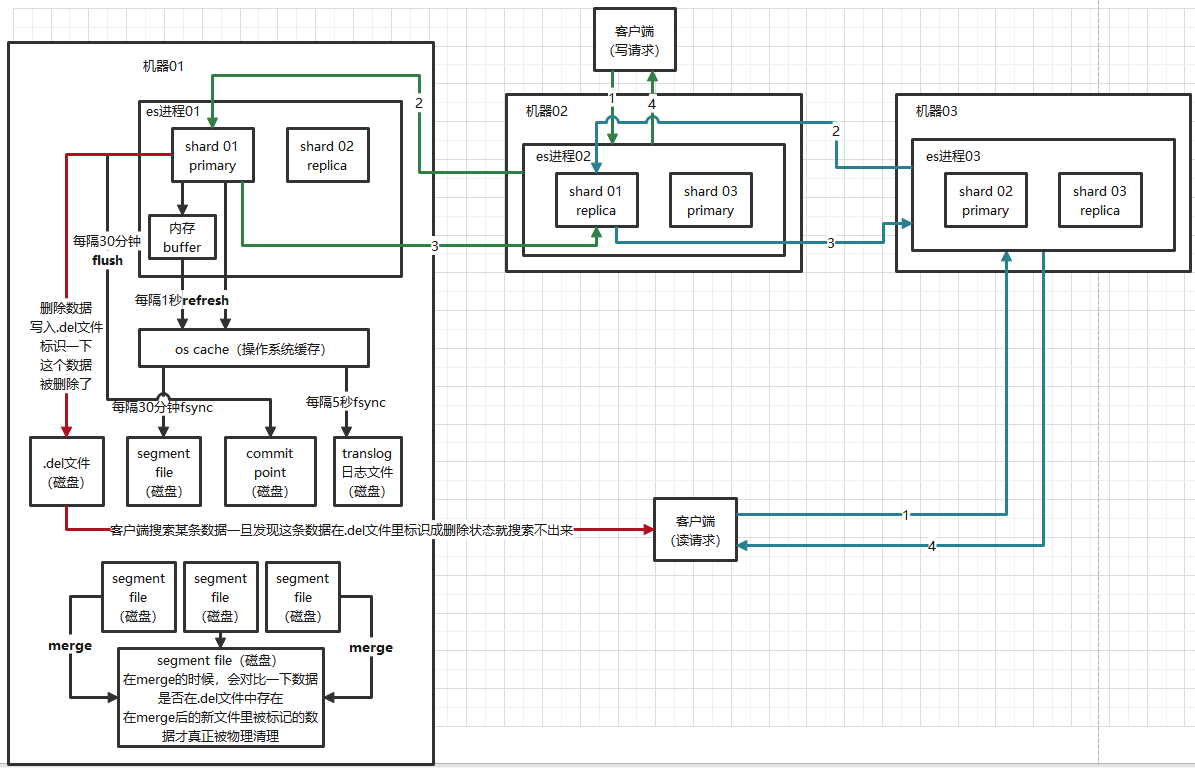 客户端
（写请求）
机器01
es进程01
shard 01
primary
shard 02
replica
内存
buffer
每隔30分钟
flush
每隔1秒refresh
删除数据
写入.del文件
标识一下
这个数据
被删除了
os cache（操作系统缓存）
每隔30分钟fsync
每隔5秒fsync
.del文件
（磁盘）
segment
file
（磁盘）
commit
point
（磁盘）
translog
日志文件
（磁盘）
客户端搜索某条数据一旦发现这条数据在.del文件里标识成删除状态就搜索不出来
segment
file
（磁盘）
segment
file
（磁盘）
segment
file
（磁盘）
merge
merge
segment file（磁盘）
在merge的时候，会对比一下数据
是否在.del文件中存在
在merge后的新文件里被标记的数
据才真正被物理清理
1
4
2
3
机器02
es进程02
shard 01
replica
shard 03
primary
2
3
机器03
es进程03
shard 02
primary
shard 03
replica
客户端
（读请求）
1
4